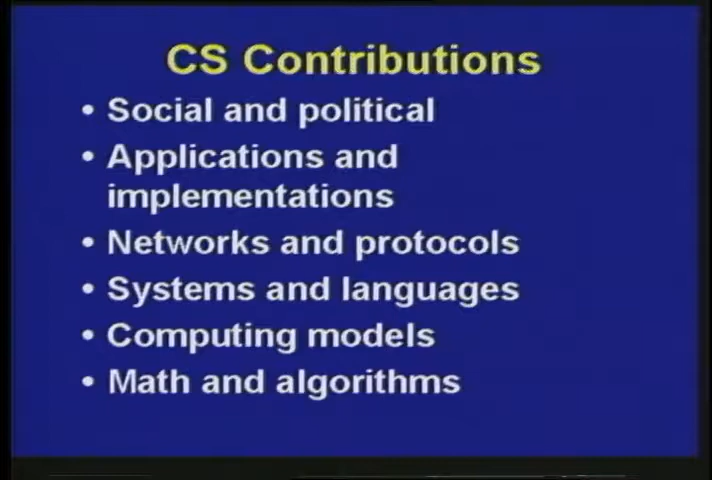 CS Contributions
• Social and political
• Applications and
implementations
• Networks and protocols
• Systems and languages
• Computing models
• Math and algorithms